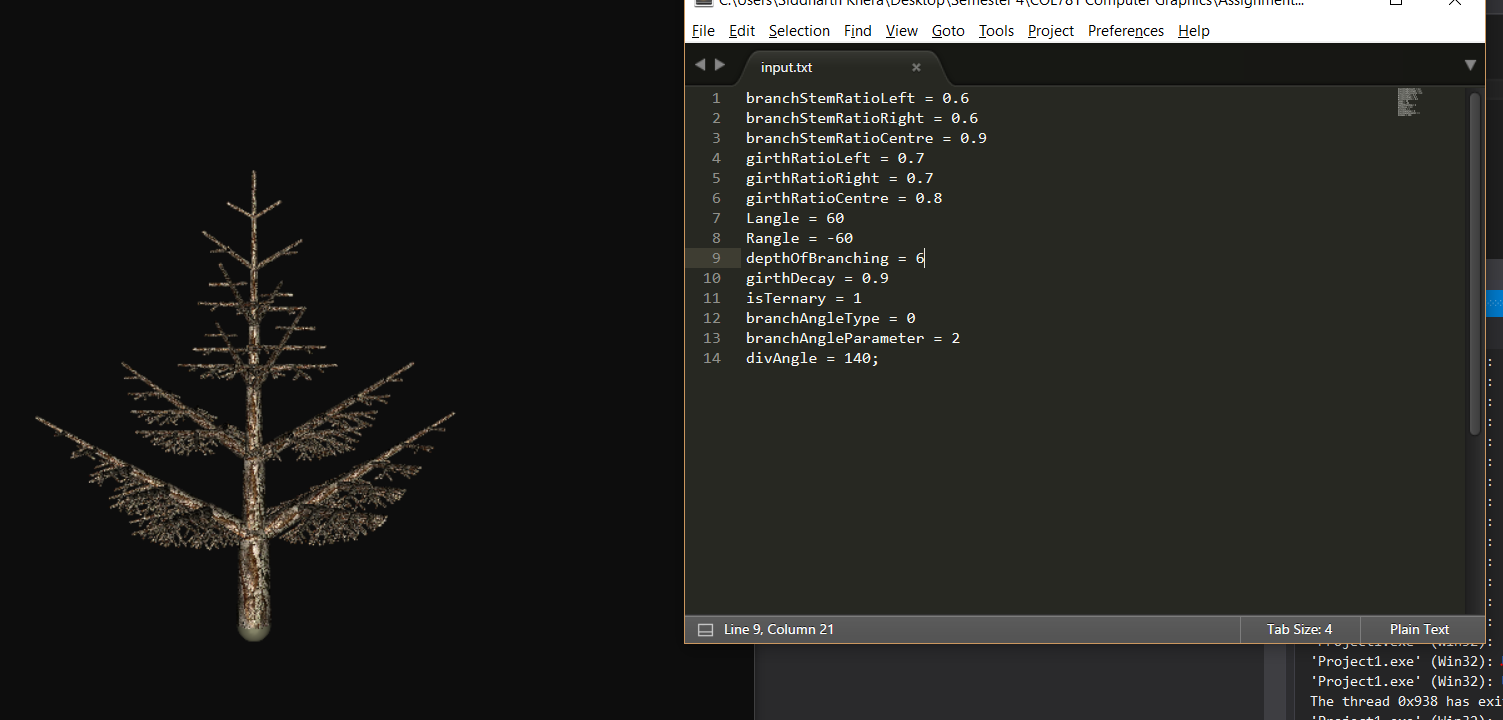 C:\Users\Siddharth Khera\Desktop\Semester 4\COL781 Computer Graphics\Assignment...
File Edit Selection Find View Goto Tools Project Preferences Help
input.txt
1 branchStemRatioLeft = 0.6
2 branchStemRatioRight = 0.6
3 branchStemRatioCentre = 0.9
4 girthRatioLeft = 0.7
5 girthRatioRight = 0.7
6 girthRatioCentre = 0.8
7 Langle = 60
8 Rangle = -60
9 depthOfBranching = 6
10 girthDecay = 0.9
11 isTernary = 1
12 branchAngleType = 0
13 branchAngleParameter = 2
14 divAngle = 140;
Line 9, Column 21 Tab Size: 4 Plain Text
'Project1.exe' (Win32):
'Project1.exe' (Win32):
'Project1.exe' (Win32):
The thread 0x938 has exi